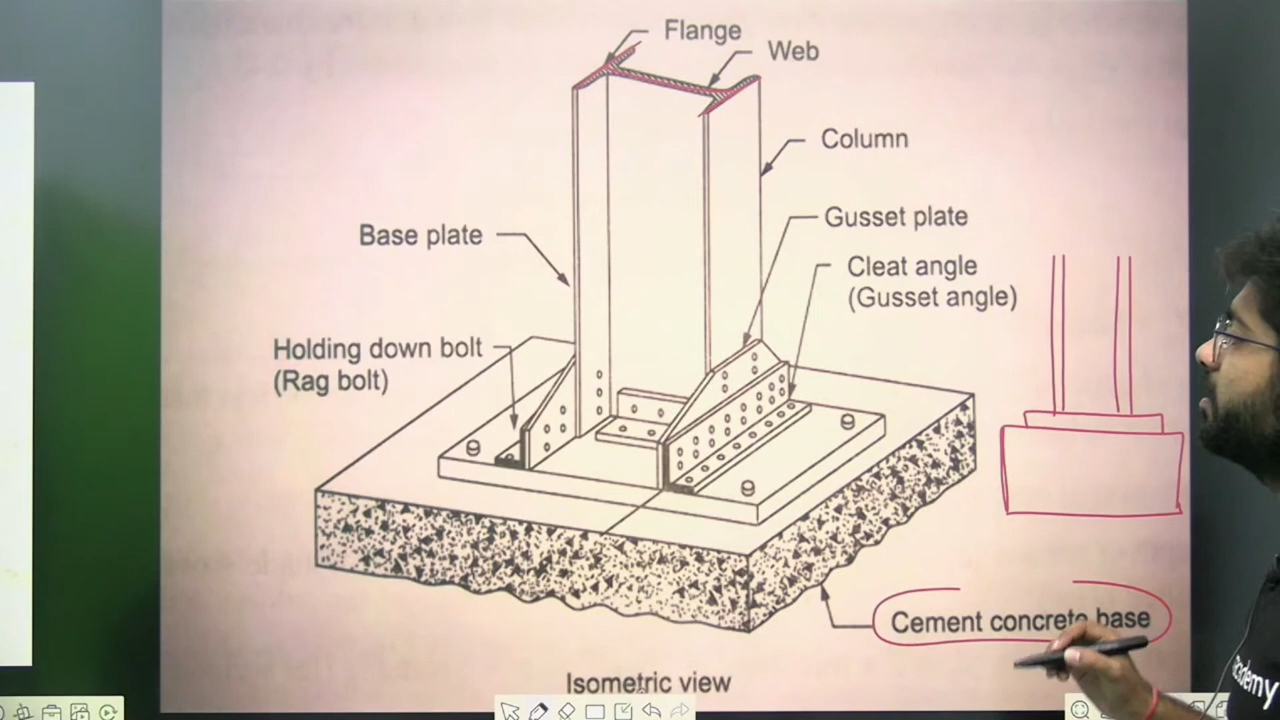 Flange
Web
Column
Gusset plate
Base plate
Cleat angle
(Gusset angle)
Holding down bolt
(Rag bolt)
Cement concrete base
Isometric view